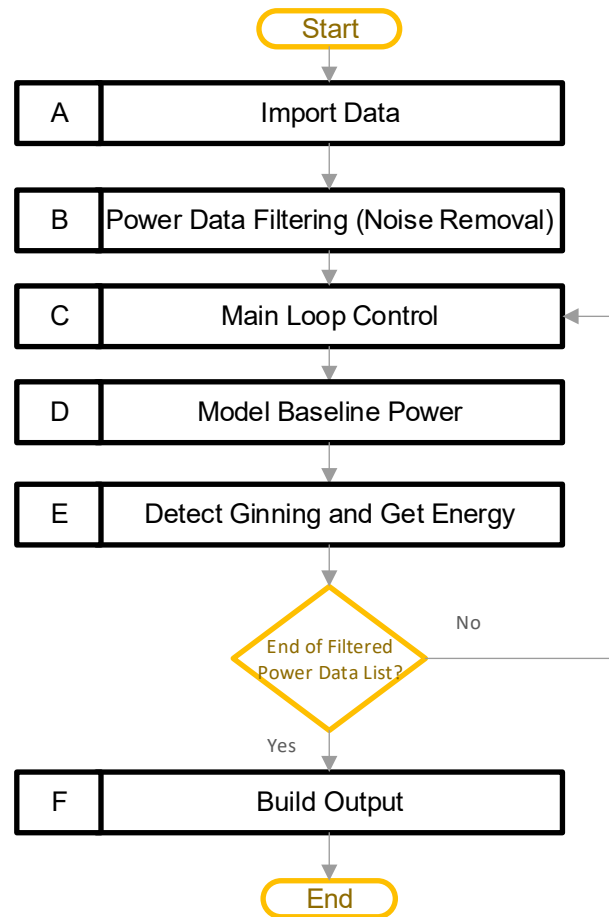 Start
A Import Data
B Power Data Filtering (Noise Removal)
C Main Loop Control
D Model Baseline Power
E Detect Ginning and Get Energy
End of Filtered
Power Data List?
No
Yes
F Build Output
End